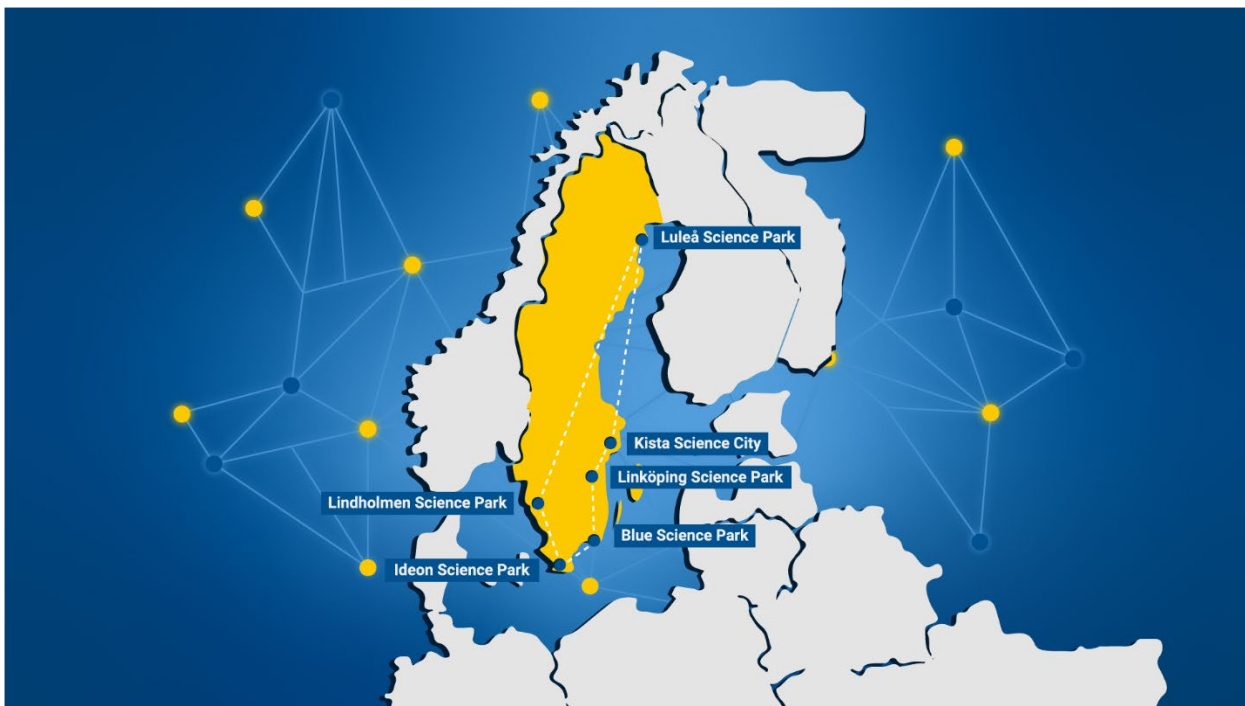 Luleå Science Park
Kista Science City
Linköping Science Park
Lindholmen Science Park
Blue Science Park
Ideon Science Park